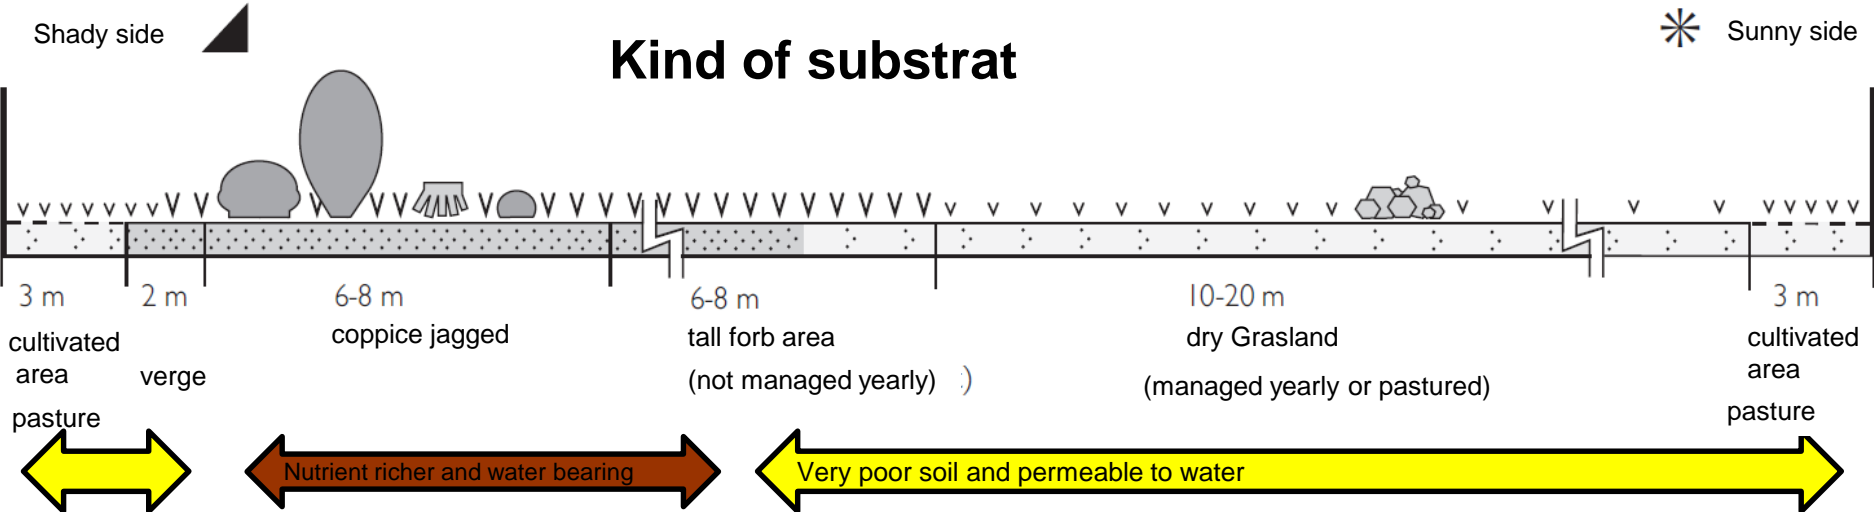 Shady side
Kind of substrat
Sunny side
3 m
2 m
6-8 m
6-8 m
10-20 m
3 m
cultivated
area
pasture
verge
coppice jagged
tall forb area
(not managed yearly) )
dry Grasland
(managed yearly or pastured)
cultivated
area
pasture
Nutrient richer and water bearing
Very poor soil and permeable to water